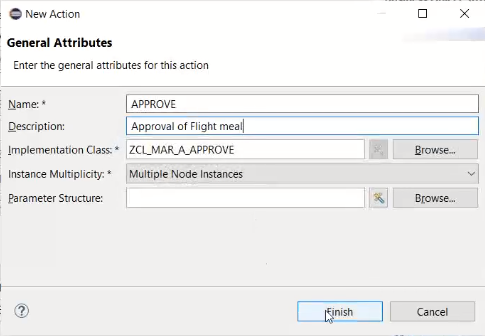 New Action
General Attributes
Enter the general attributes for this action
Name: * APPROVE
Description: Approval of Flight meal
Implementation Class: * ZCL_MAR_A_APPROVE Browse...
Instance Multiplicity: * Multiple Node Instances
Parameter Structure: Browse...
? Finish Cancel